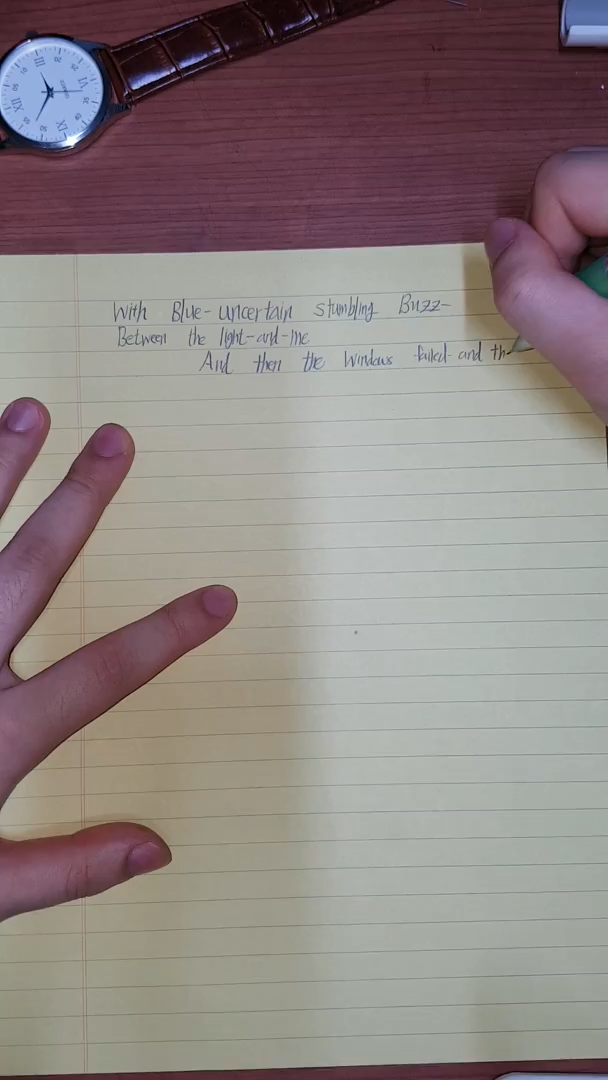 With Blue- uncertain stumbling Buzz-
Between the light-and-me
And then the Windows failed-and th